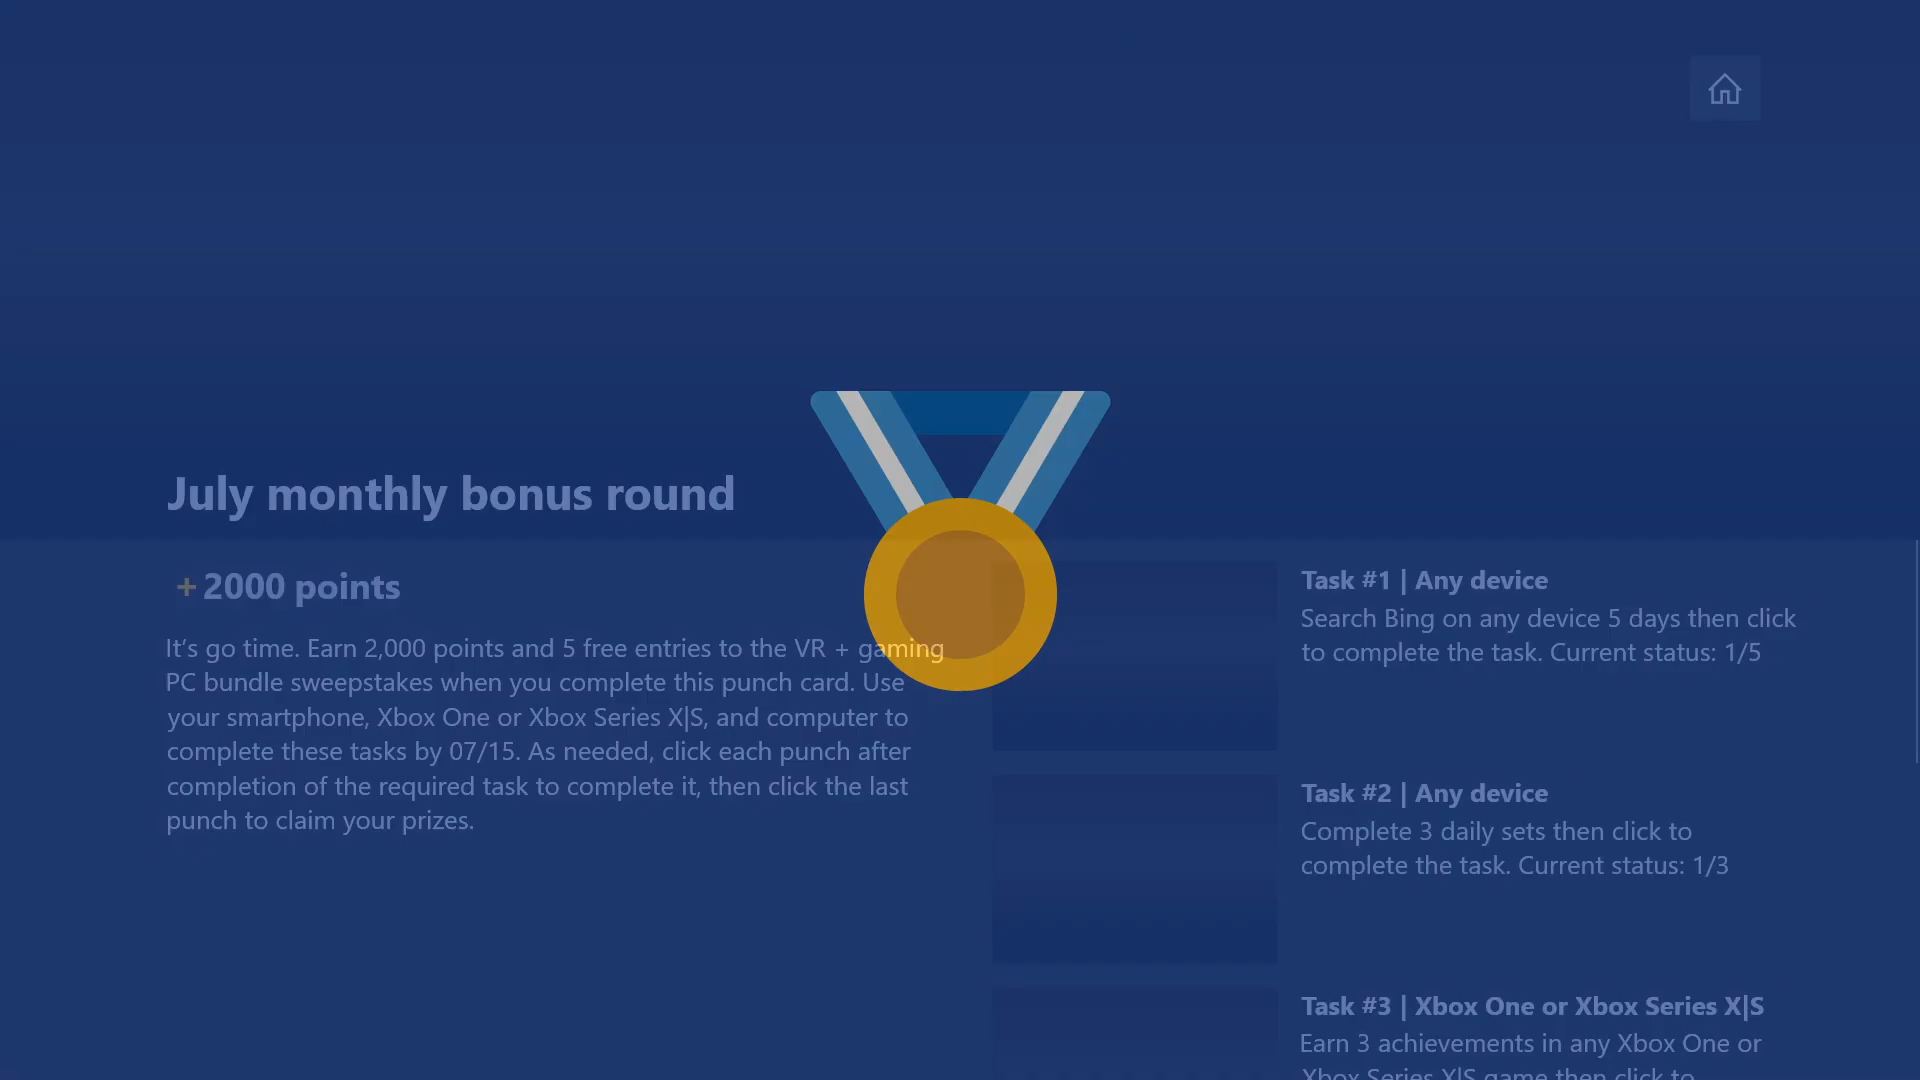 July monthly bonus round
+2000 points
It’s go time. Earn 2,000 points and 5 free entries to the VR + gaming
PC bundle sweepstakes when you complete this punch card. Use
your smartphone, Xbox One or Xbox Series X|S, and computer to
complete these tasks by 07/15. As needed, click each punch after
completion of the required task to complete it, then click the last
punch to claim your prizes.
Task #1 | Any device
Search Bing on any device 5 days then click
to complete the task. Current status: 1/5
Task #2 | Any device
Complete 3 daily sets then click to
complete the task. Current status: 1/3
Task #3 | Xbox One or Xbox Series X|S
Earn 3 achievements in any Xbox One or
Xbox Series X|S game then click to